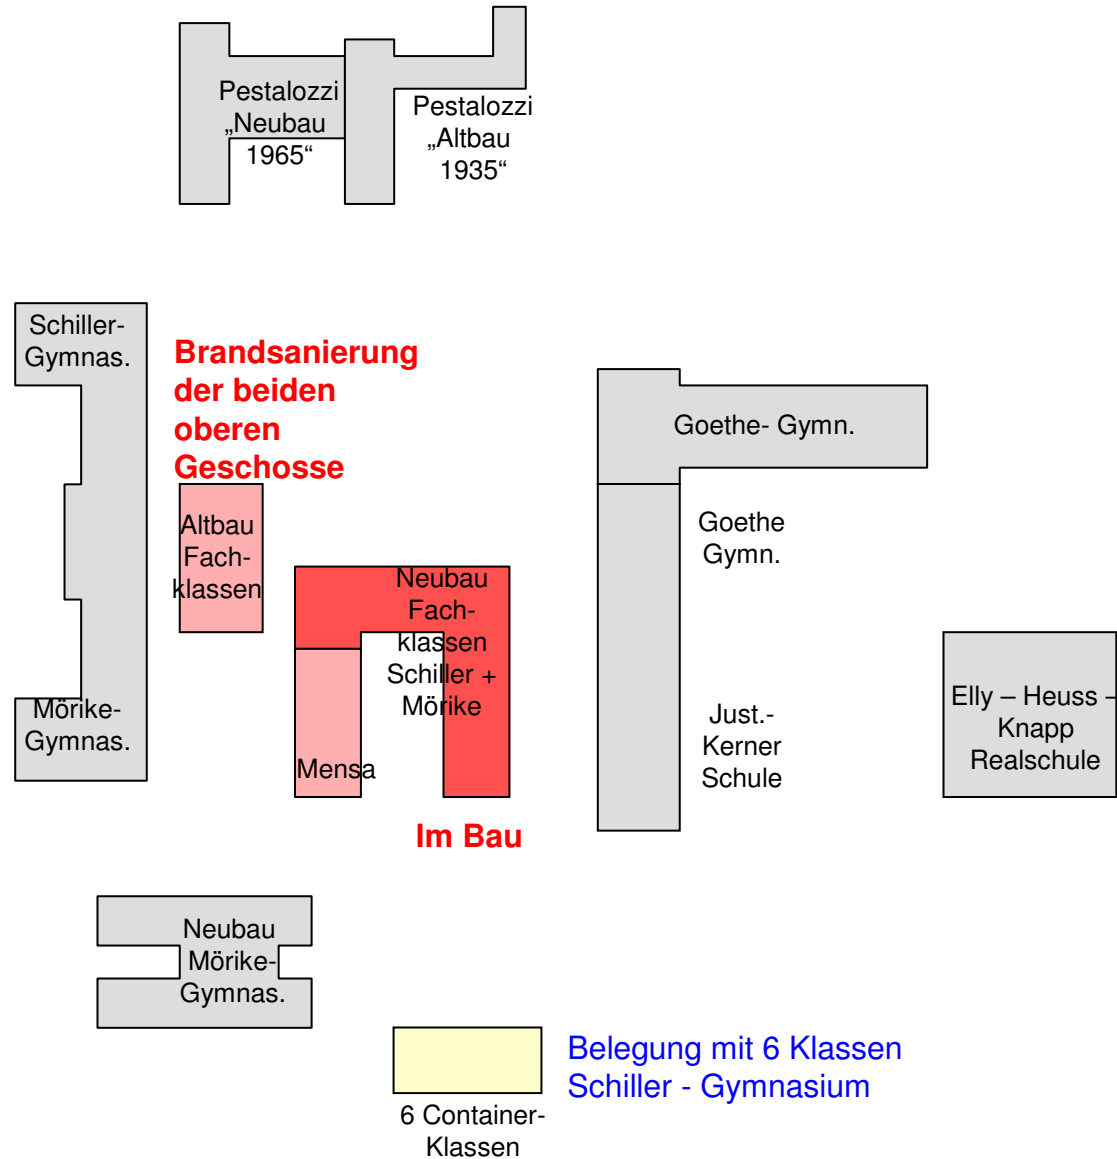 Pestalozzi
„Neubau
1965“
Pestalozzi
„Altbau
1935“
Schiller-
Gymnas.
Brandsanierung
der beiden
oberen
Geschosse
Goethe- Gymn.
Altbau
Fach-
klassen
Goethe
Gymn.
Neubau
Fach-
klassen
Schiller +
Mörike
Mörike-
Gymnas.
Mensa
Just.-
Kerner
Schule
Elly – Heuss –
Knapp
Realschule
Im Bau
Neubau
Mörike-
Gymnas.
Belegung mit 6 Klassen
Schiller - Gymnasium
6 Container-
Klassen